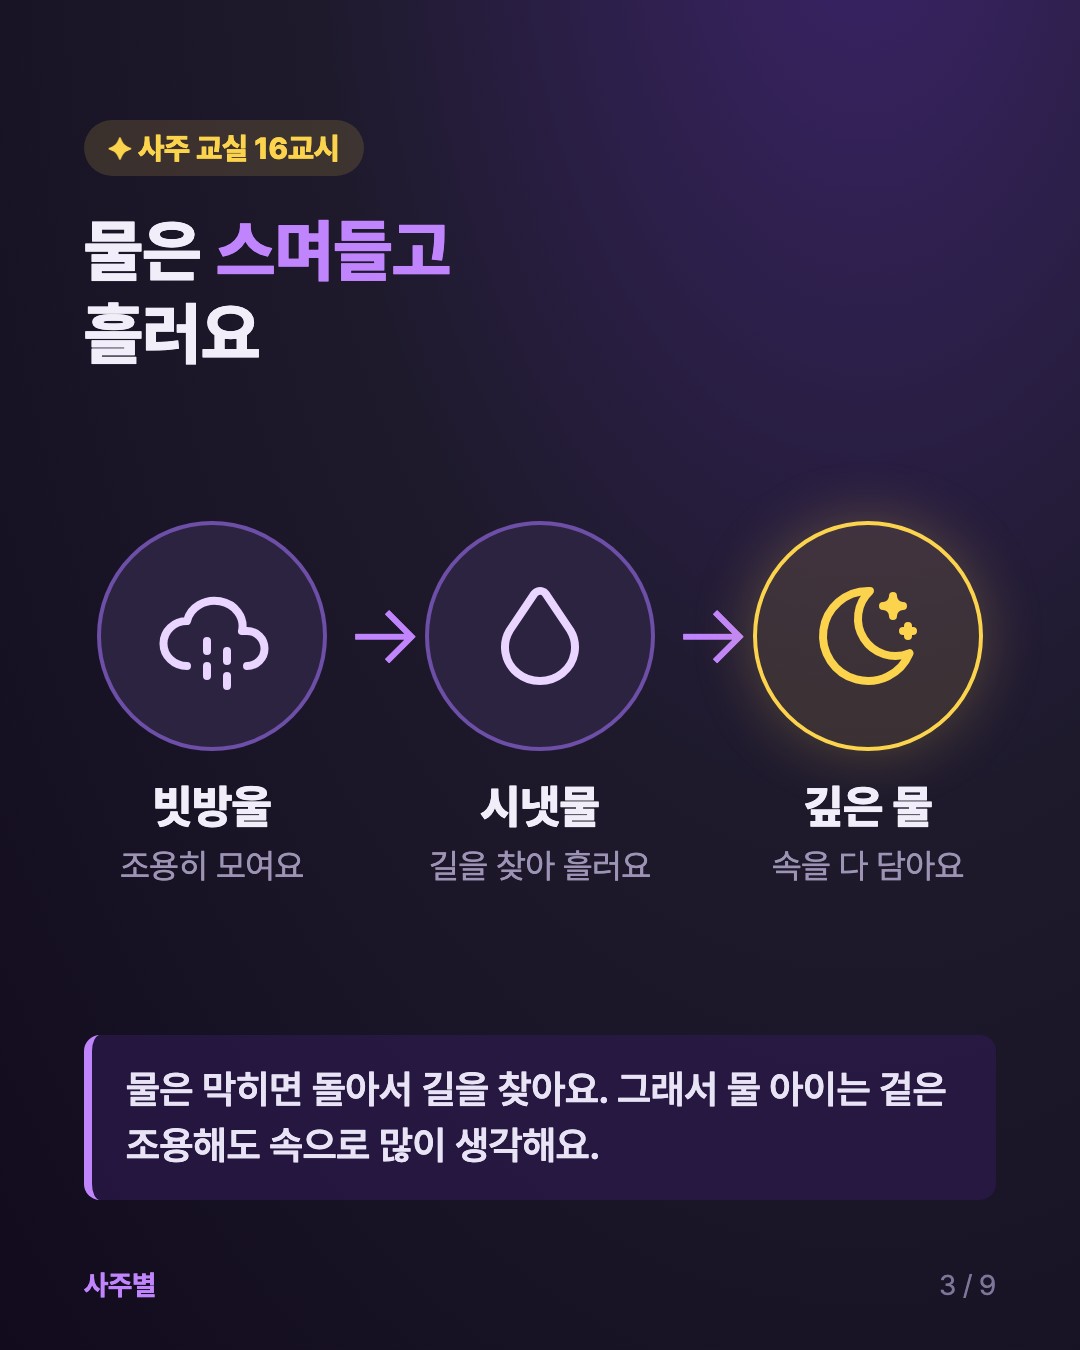 사주 교실 16교시
물은 스며들고
흘러요
빗방울
조용히 모여요
시냇물
길을 찾아 흘러요
깊은 물
속을 다 담아요
물은 막히면 돌아서 길을 찾아요. 그래서 물 아이는 겉은
조용해도 속으로 많이 생각해요.
사주별
3 / 9